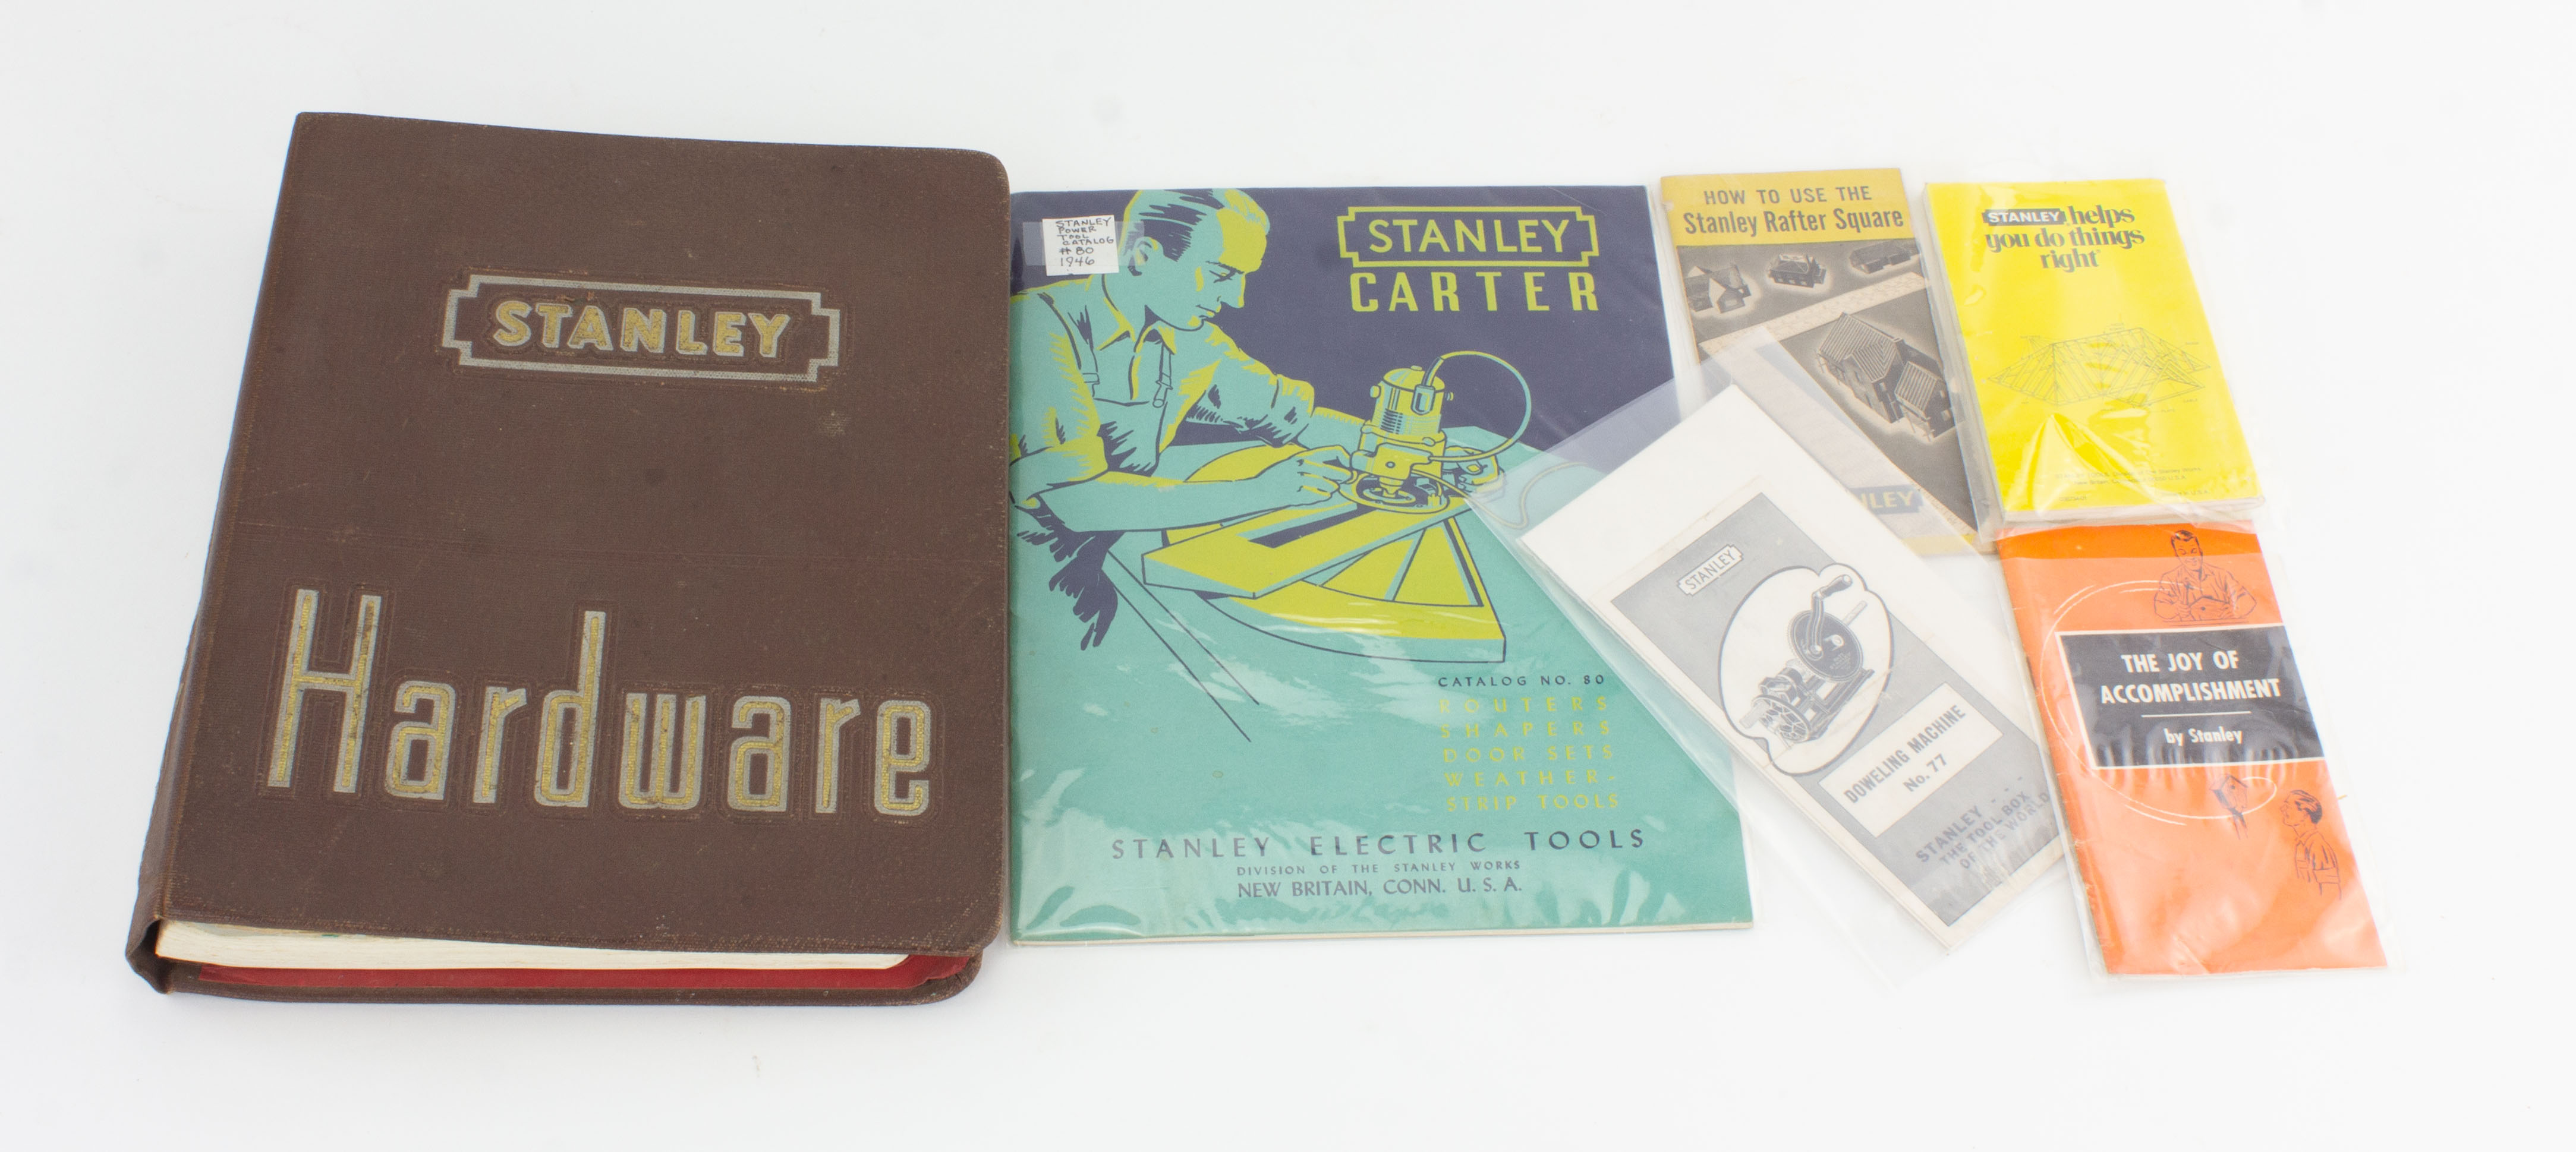 STANLEY
Hardware
STANLEY
POWER
TOOL
CATALOG
# 80
1946
STANLEY
CARTER
CATALOG NO. 80
ROUTERS
SHAPERS
DOOR SETS
WEATHER-
STRIP TOOLS
STANLEY ELECTRIC TOOLS
DIVISION OF THE STANLEY WORKS
NEW BRITAIN, CONN. U. S. A.
HOW TO USE THE
Stanley Rafter Square
NLEY
STANLEY helps
you do things
right
STANLEY
DOWELING MACHINE
No. 77
STANLEY - -
THE TOOL BOX
OF THE WORLD
THE JOY OF
ACCOMPLISHMENT
by Stanley